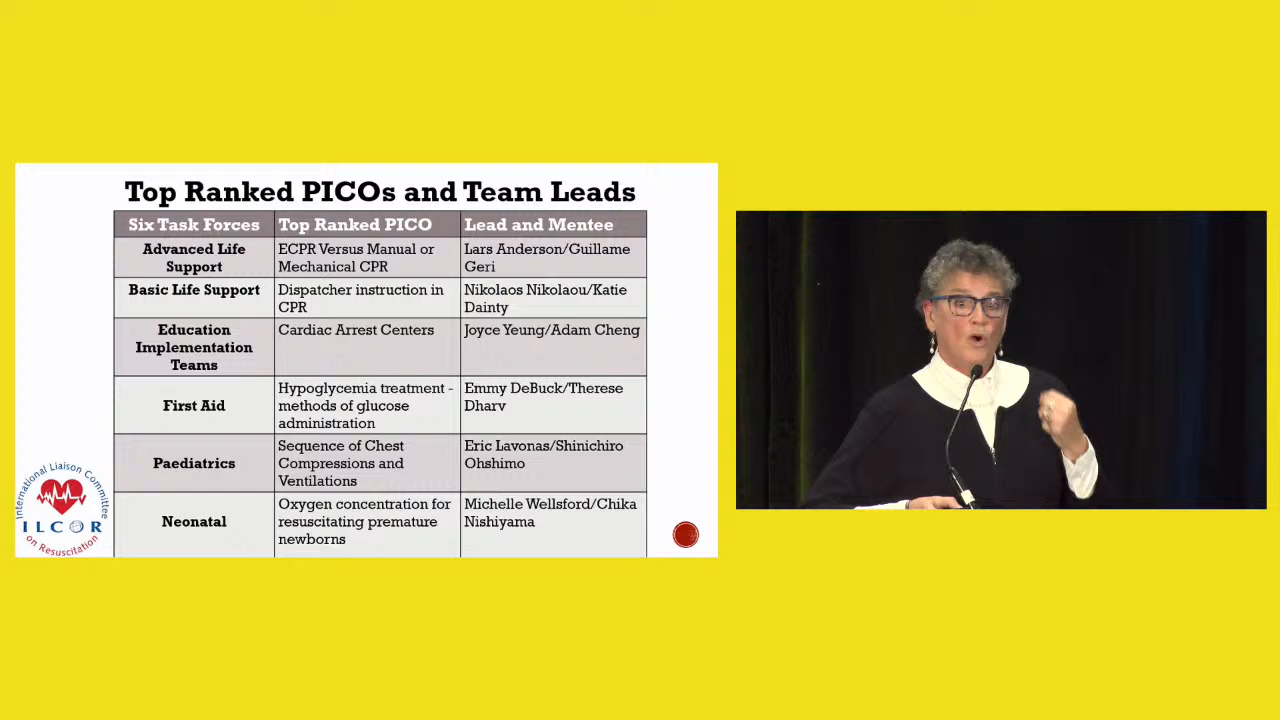 Top Ranked PICOs and Team Leads
Six Task Forces
Top Ranked PICO
Lead and Mentee
Advanced Life
Support
ECPR Versus Manual or
Mechanical CPR
Lars Anderson/Guillame
Geri
Basic Life Support
Dispatcher instruction in
CPR
Nikolaos Nikolaou/Katie
Dainty
Education
Implementation
Teams
Cardiac Arrest Centers
Joyce Yeung/Adam Cheng
First Aid
Hypoglycemia treatment -
methods of glucose
administration
Emmy DeBuck/Therese
Dharv
Paediatrics
Sequence of Chest
Compressions and
Ventilations
Eric Lavonas/Shinichiro
Ohshimo
Neonatal
Oxygen concentration for
resuscitating premature
newborns
Michelle Wellsford/Chika
Nishiyama
International Liaison Committee
ILCOR
on Resuscitation